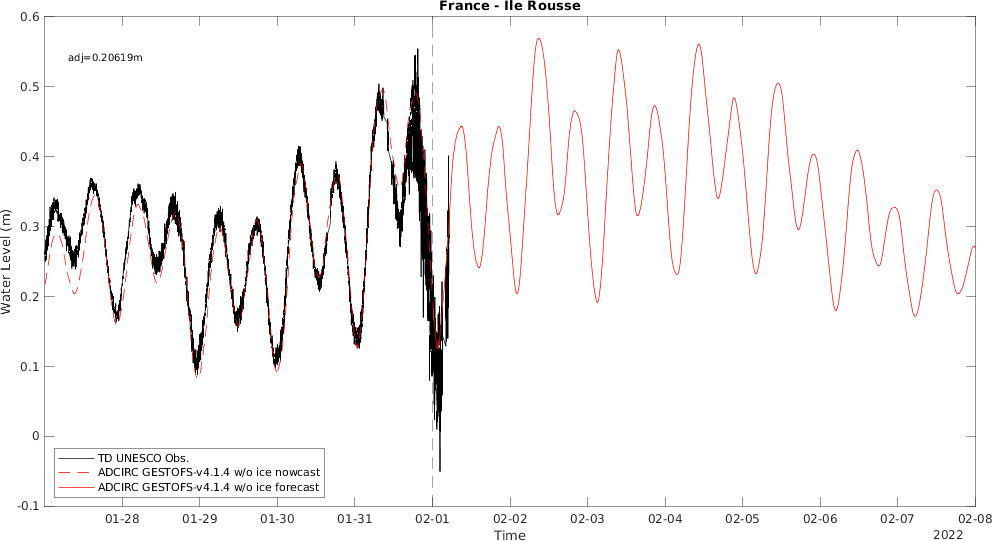 France - Ile Rousse
adj=0.20619m
0.6
0.5
0.4
0.3
0.2
0.1
0
-0.1
Water Level (m)
TD UNESCO Obs.
ADCIRC GESTOFS-v4.1.4 w/o ice nowcast
ADCIRC GESTOFS-v4.1.4 w/o ice forecast
01-28 01-29 01-30 01-31 02-01 02-02 02-03 02-04 02-05 02-06 02-07 02-08
Time
2022